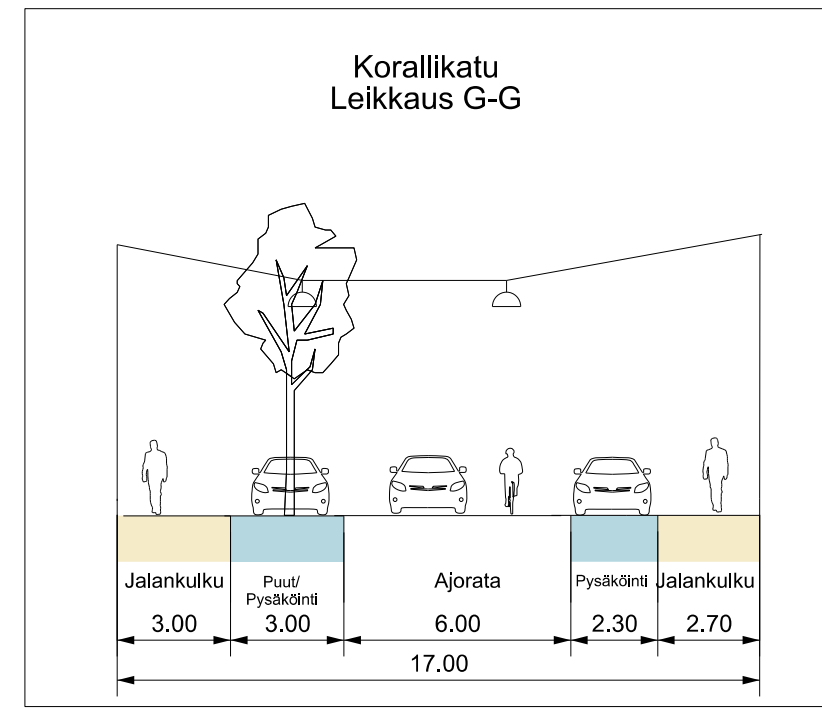 Korallikatu
Leikkaus G-G
Jalankulku
Puut/
Pysäköinti
Ajorata
Pysäköinti
Jalankulku
3.00
3.00
6.00
2.30
2.70
17.00